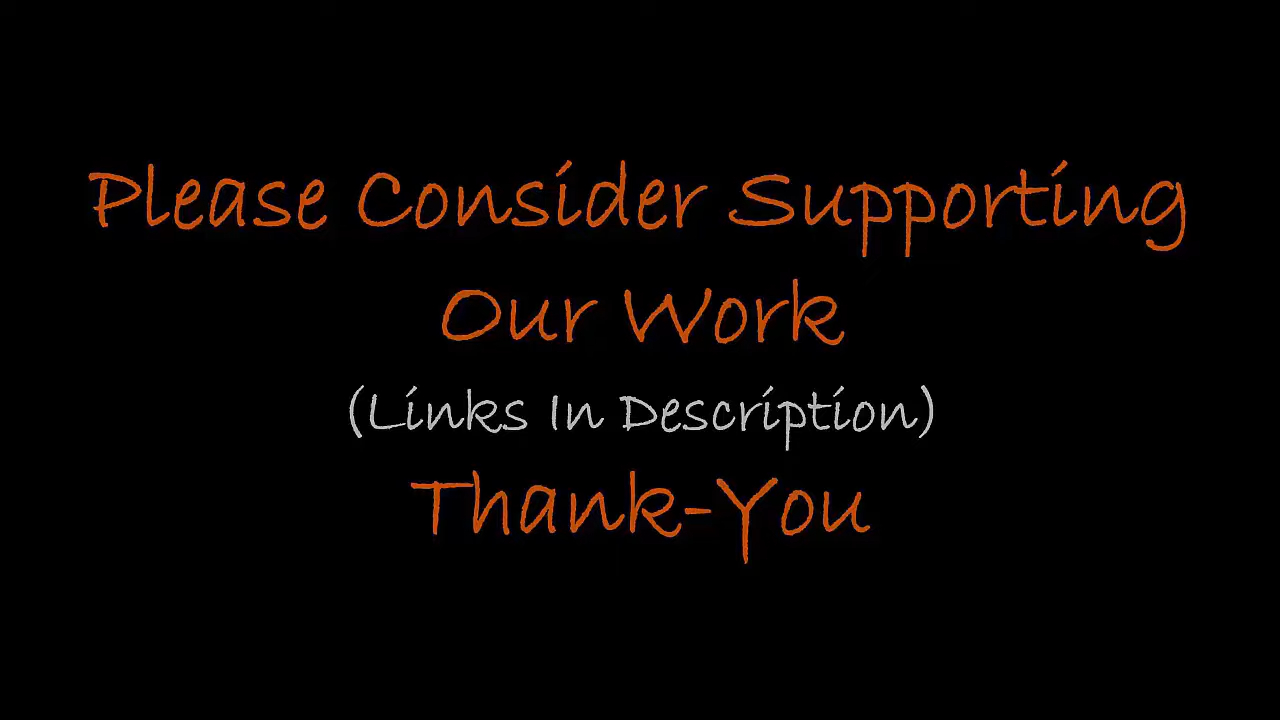 Please Consider Supporting
Our Work
(Links In Description)
Thank-You